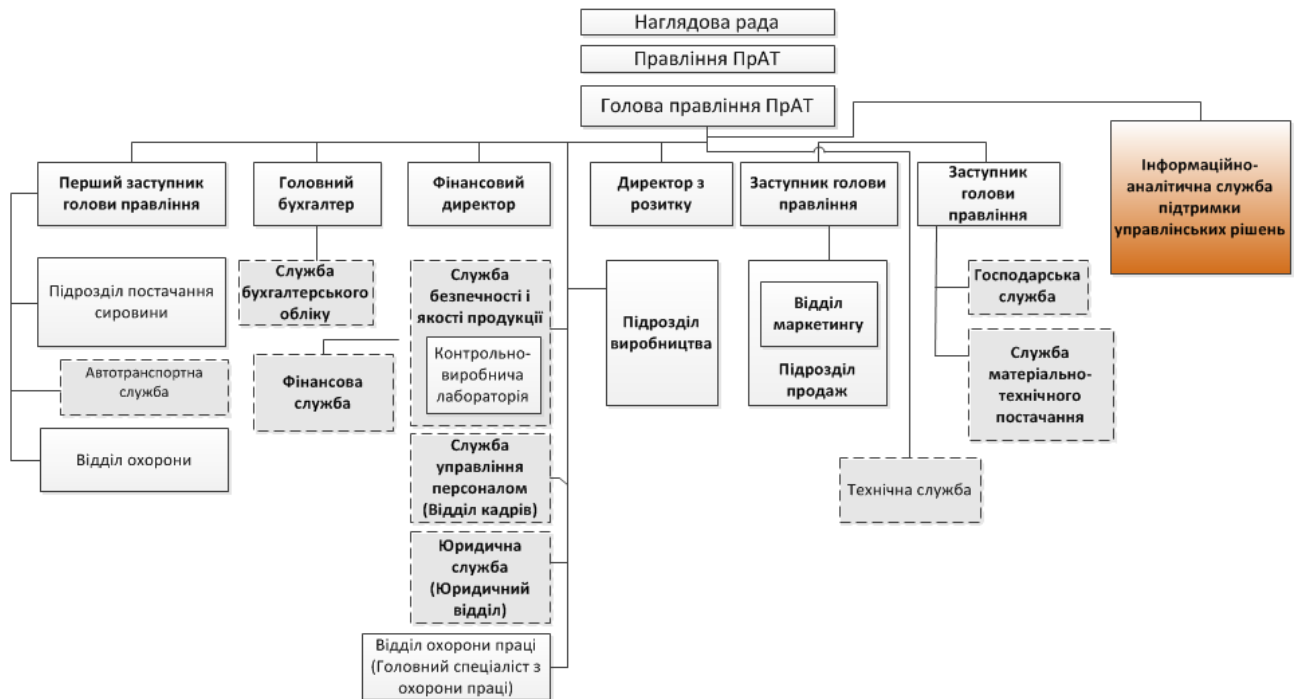 Наглядова рада
Правління ПрАТ
Голова правління ПрАТ
Перший заступник
голови правління
Головний
бухгалтер
Фінансовий
директор
Директор з
розитку
Заступник голови
правління
Заступник
голови
правління
Інформаційно-
аналітична служба
підтримки
управлінських рішень
Підрозділ постачання
сировини
Автотранспортна
служба
Відділ охорони
Служба
бухгалтерського
обліку
Фінансова
служба
Служба
безпечності і
якості продукції
Контрольно-
виробнича
лабораторія
Служба
управління
персоналом
(Відділ кадрів)
Юридична
служба
(Юридичний
відділ)
Відділ охорони праці
(Головний спеціаліст з
охорони праці)
Підрозділ
виробництва
Відділ
маркетингу
Підрозділ
продаж
Господарська
служба
Служба
матеріально-
технічного
постачання
Технічна служба